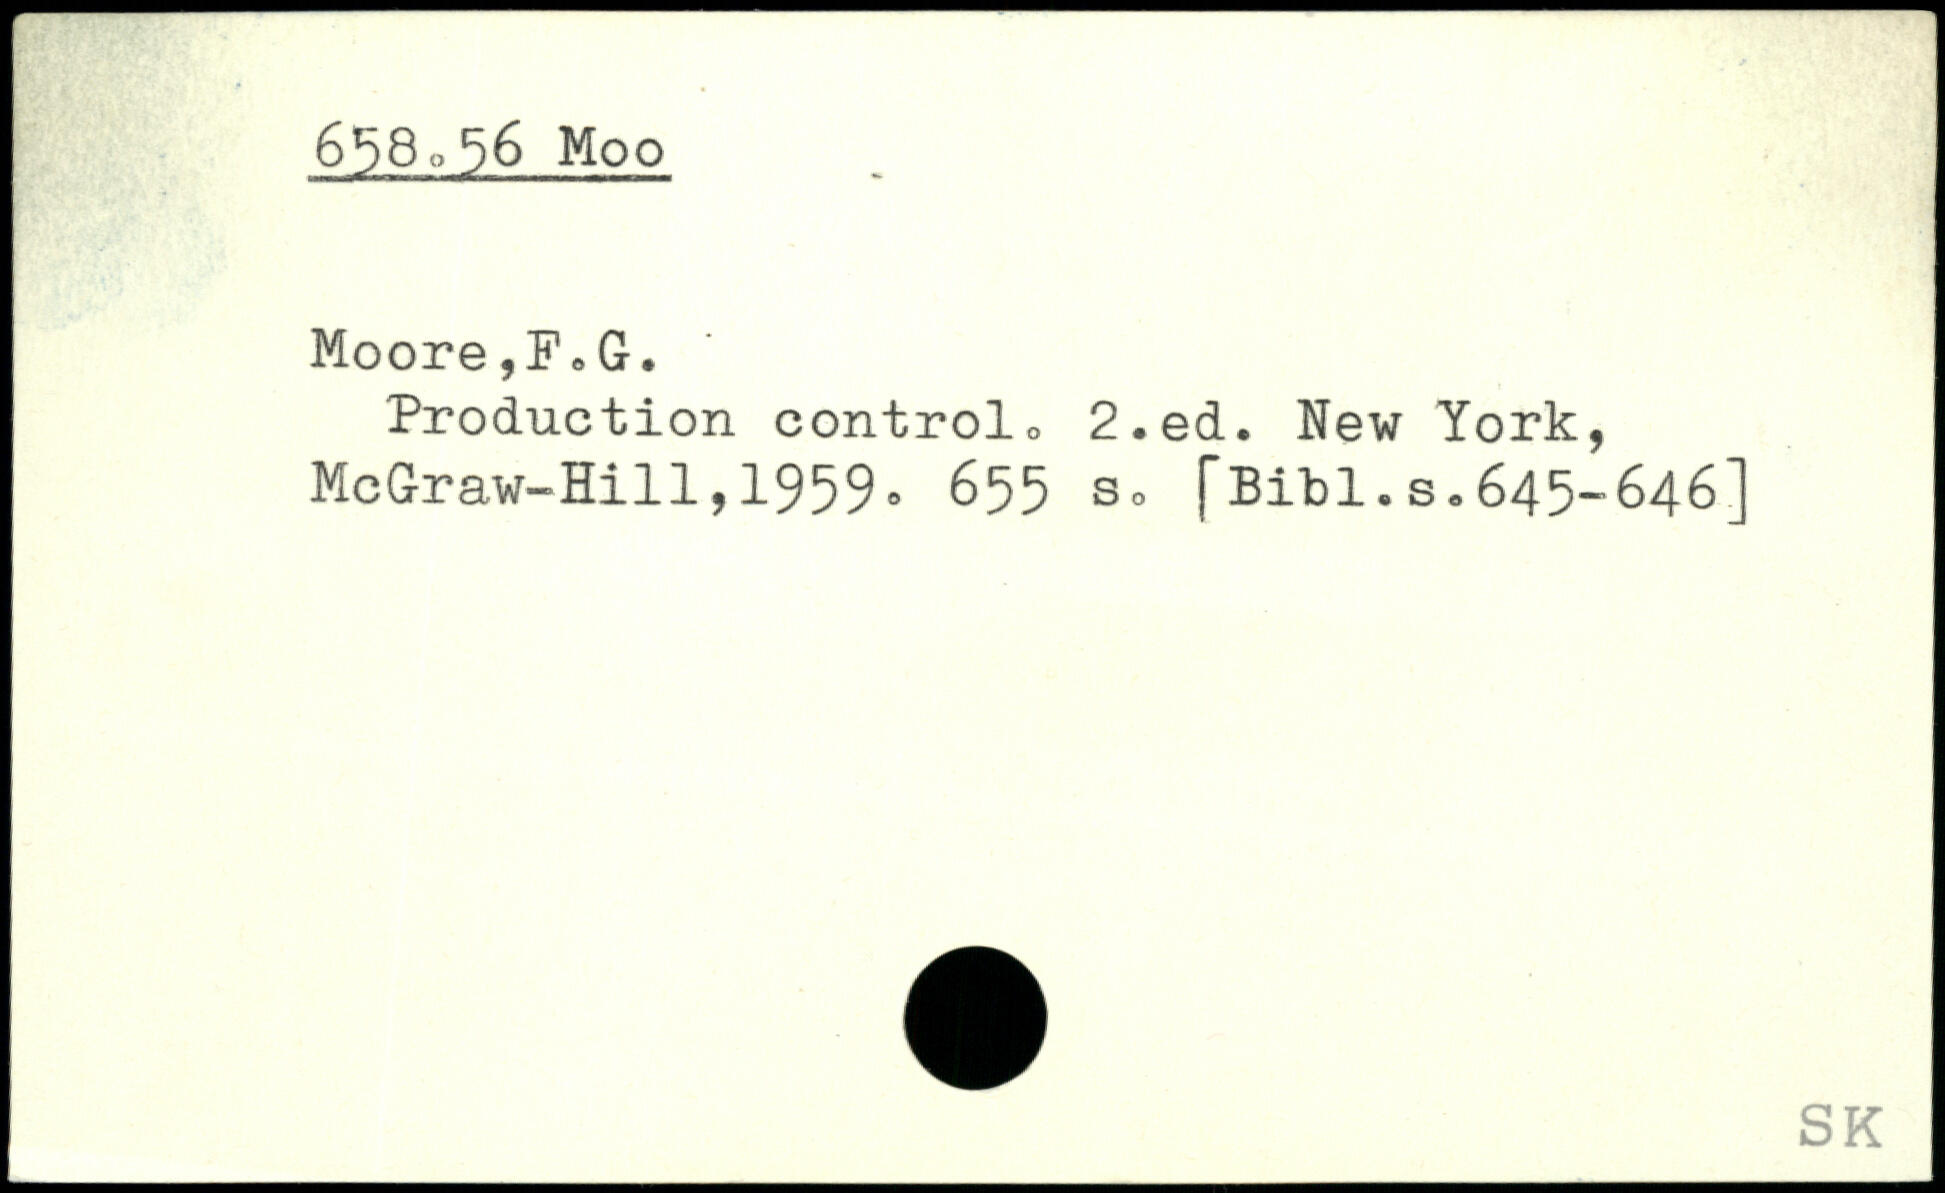 658.56 Moo
Moore,F.G.
Production control. 2.ed. New York,
McGraw-Hill,1959. 655 s. [Bibl.s.645-646]
SK